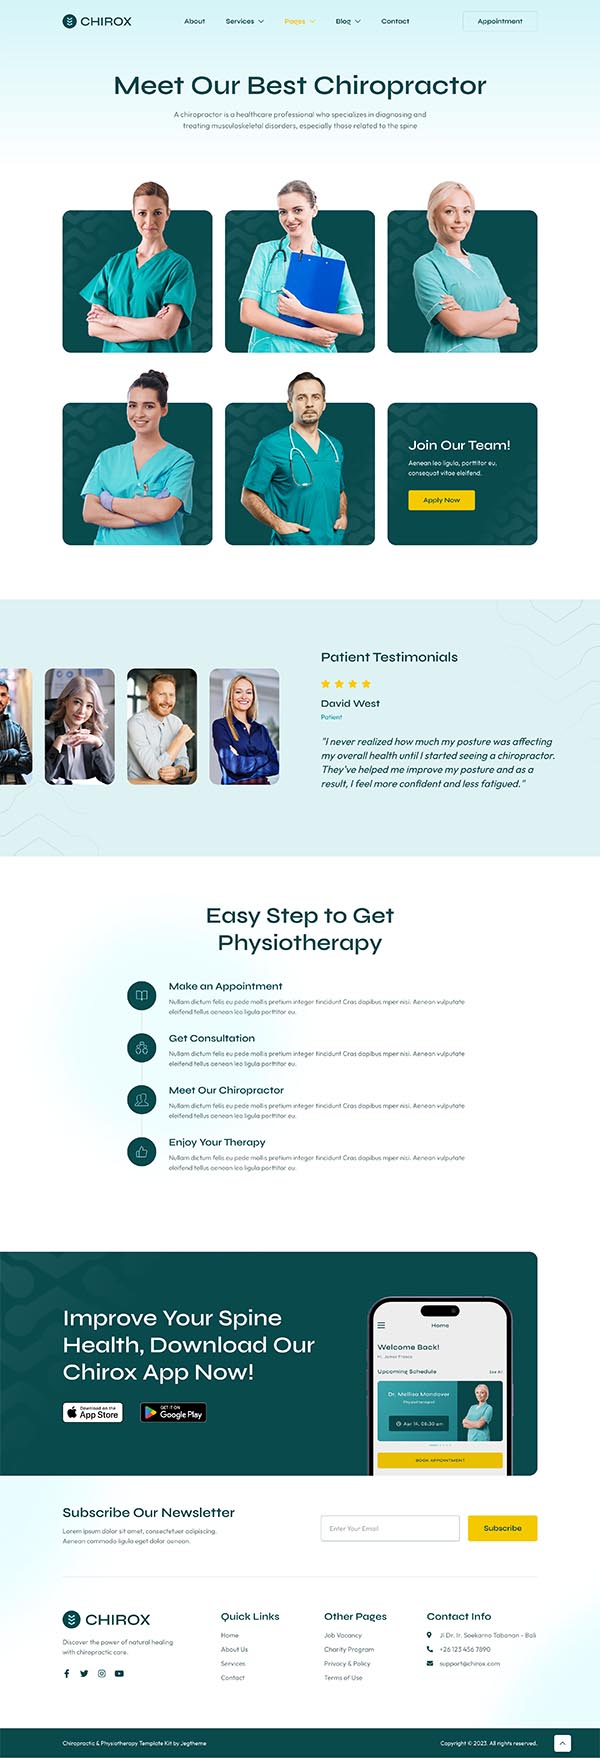 CHIROX
About
Services
Pages
Blog
Contact
Appointment
Meet Our Best Chiropractor
A chiropractor is a healthcare professional who specializes in diagnosing and
treating musculoskeletal disorders, especially those related to the spine
Join Our Team!
Aenean leo ligula, porttitor eu,
consequat vitae eleifend.
Apply Now
Patient Testimonials
David West
Patient
"I never realized how much my posture was affecting
my overall health until I started seeing a chiropractor.
They've helped me improve my posture and as a
result, I feel more confident and less fatigued."
Easy Step to Get
Physiotherapy
Make an Appointment
Nullam dictum felis eu pede mollis pretium integer tincidunt Cras dapibus mper nisi. Aenean vulputate
eleifend tellus aenean leo ligula porttitor eu.
Get Consultation
Nullam dictum felis eu pede mollis pretium integer tincidunt Cras dapibus mper nisi. Aenean vulputate
eleifend tellus aenean leo ligula porttitor eu.
Meet Our Chiropractor
Nullam dictum felis eu pede mollis pretium integer tincidunt Cras dapibus mper nisi. Aenean vulputate
eleifend tellus aenean leo ligula porttitor eu.
Enjoy Your Therapy
Nullam dictum felis eu pede mollis pretium integer tincidunt Cras dapibus mper nisi. Aenean vulputate
eleifend tellus aenean leo ligula porttitor eu.
Improve Your Spine
Health, Download Our
Chirox App Now!
Download on the
App Store
GET IT ON
Google Play
Home
Welcome Back!
Hi, James Franco
Upcoming Schedule
See All
Dr. Mellisa Mondover
Physiotherapist
Apr 14, 08:30 am
BOOK APPOINTMENT
Subscribe Our Newsletter
Lorem ipsum dolor sit amet, consectetuer adipiscing.
Aenean commodo ligula eget dolor aenean.
Enter Your Email
Subscribe
CHIROX
Discover the power of natural healing
with chiropractic care.
Quick Links
Home
About Us
Services
Contact
Other Pages
Job Vacancy
Charity Program
Privacy & Policy
Terms of Use
Contact Info
Jl Dr. Ir. Soekarno Tabanan - Bali
+26 123 456 7890
support@chirox.com
Chiropractic & Physiotherapy Template Kit by Jegtheme
Copyright © 2023. All rights reserved.